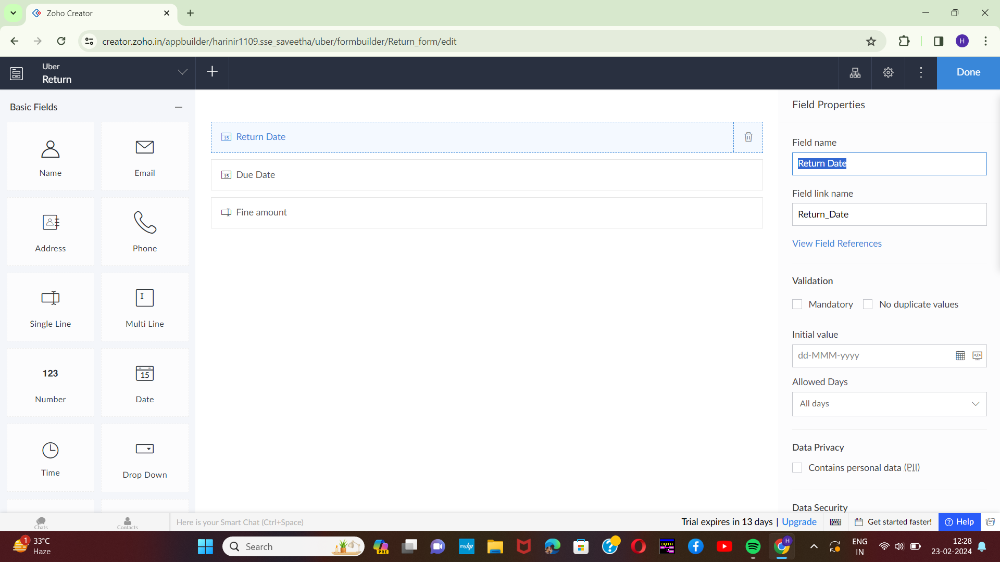 Zoho Creator
creator.zoho.in/appbuilder/harinir1109.sse_saveetha/uber/formbuilder/Return_form/edit
H
Uber
Return
Done
Basic Fields
Name
Email
Address
Phone
Single Line
Multi Line
123
Number
15
Date
Time
Drop Down
15 Return Date
15 Due Date
Fine amount
Field Properties
Field name
Return Date
Field link name
Return_Date
View Field References
Validation
Mandatory
No duplicate values
Initial value
dd-MMM-yyyy
Allowed Days
All days
Data Privacy
Contains personal data (PII)
Data Security
Chats
Contacts
Here is your Smart Chat (Ctrl+Space)
Trial expires in 13 days | Upgrade
Get started faster!
? Help
1
33°C
Haze
Search
PRE
myhp
DATA
H
ENG
IN
12:28
23-02-2024